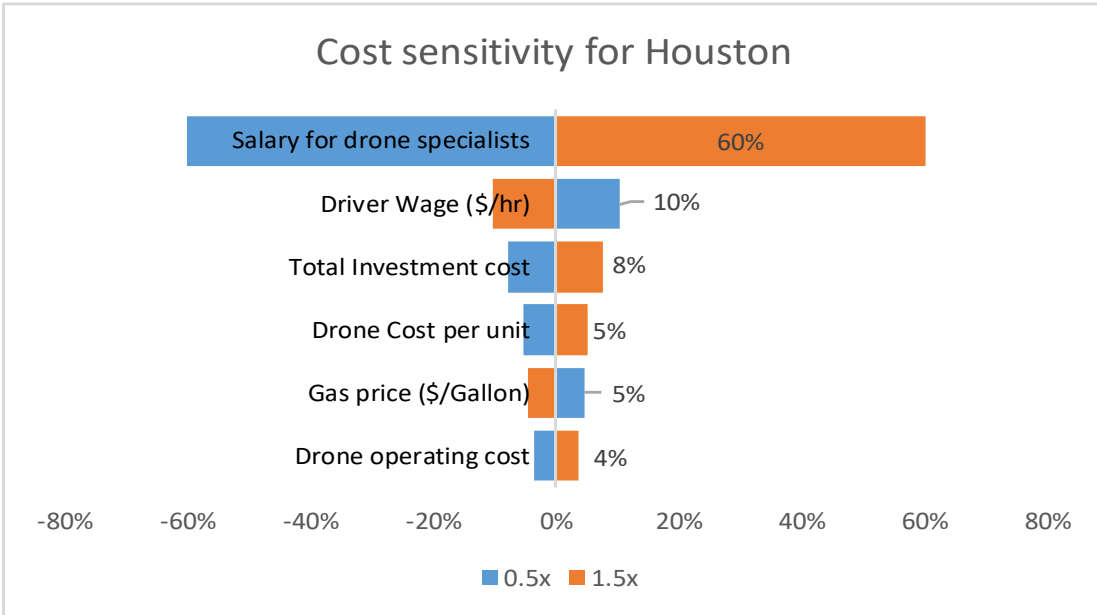 Cost sensitivity for Houston
Salary for drone specialists 60%
Driver Wage ($/hr) 10%
Total Investment cost 8%
Drone Cost per unit 5%
Gas price ($/Gallon) 5%
Drone operating cost 4%
-80% -60% -40% -20% 0% 20% 40% 60% 80%
0.5x 1.5x